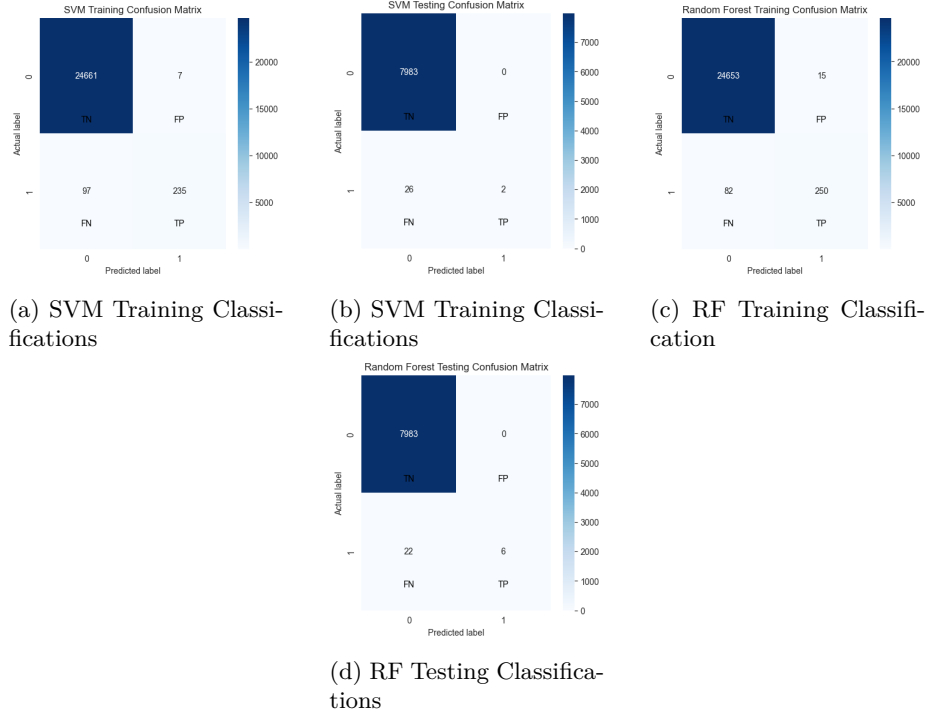 SVM Training Confusion Matrix
0
24661
7
TN
FP
Actual label
1
97
235
FN
TP
0
1
Predicted label
20000
15000
10000
5000
(a) SVM Training Classi-
fications
SVM Testing Confusion Matrix
0
7983
0
TN
FP
Actual label
1
26
2
FN
TP
0
1
Predicted label
7000
6000
5000
4000
3000
2000
1000
0
(b) SVM Training Classi-
fications
Random Forest Training Confusion Matrix
0
24653
15
TN
FP
Actual label
1
82
250
FN
TP
0
1
Predicted label
20000
15000
10000
5000
(c) RF Training Classifi-
cation
Random Forest Testing Confusion Matrix
0
7983
0
TN
FP
Actual label
1
22
6
FN
TP
0
1
Predicted label
7000
6000
5000
4000
3000
2000
1000
0
(d) RF Testing Classifica-
tions